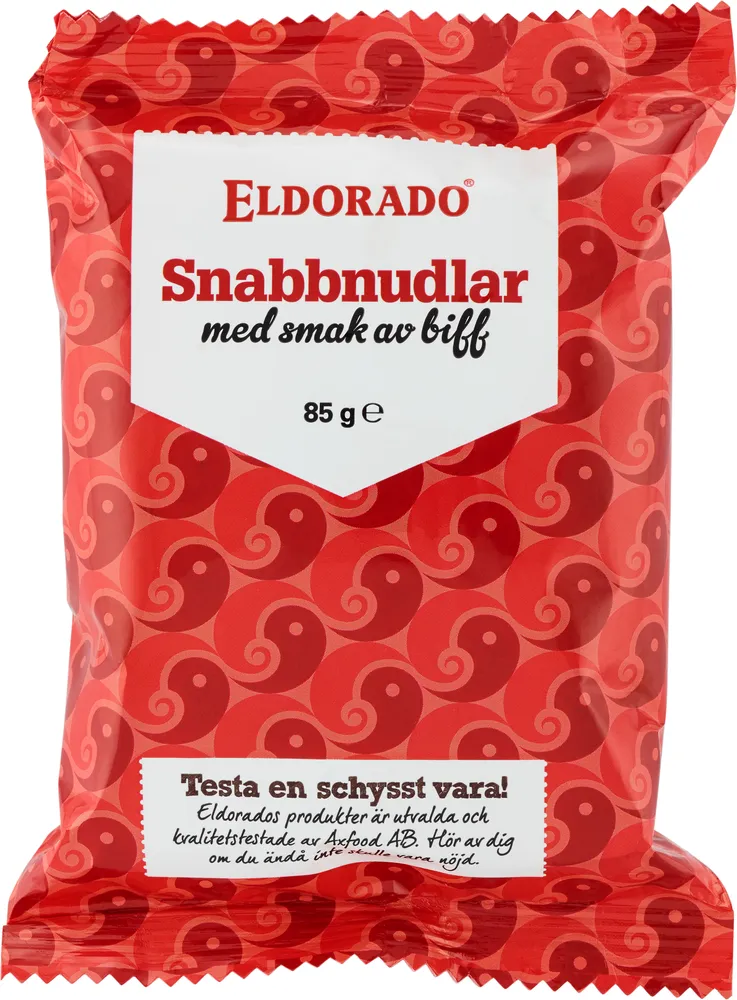 ELDORADO®
Snabbnudlar
med smak av biff
85 g ℮
Testa en schysst vara!
Eldorados produkter är utvalda och
kvalitetstestade av Axfood AB. Hör av dig
om du ändå inte skulle vara nöjd.